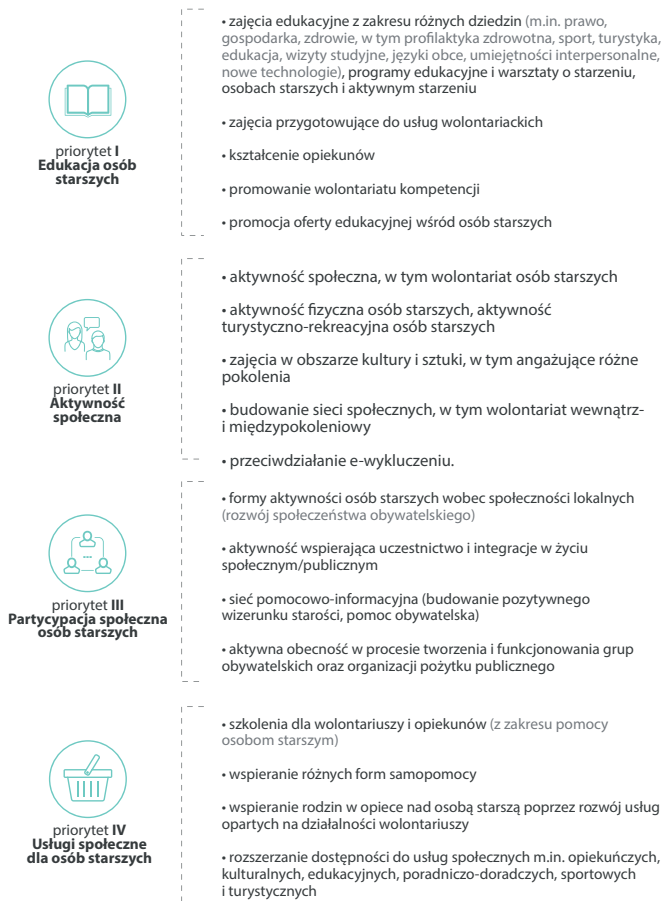 • zajęcia edukacyjne z zakresu różnych dziedzin (m.in. prawo,
gospodarka, zdrowie, w tym profilaktyka zdrowotna, sport, turystyka,
edukacja, wizyty studyjne, języki obce, umiejętności interpersonalne,
nowe technologie), programy edukacyjne i warsztaty o starzeniu,
osobach starszych i aktywnym starzeniu
• zajęcia przygotowujące do usług wolontariackich
• kształcenie opiekunów
• promowanie wolontariatu kompetencji
• promocja oferty edukacyjnej wśród osób starszych
priorytet I
Edukacja osób
starszych
• aktywność społeczna, w tym wolontariat osób starszych
• aktywność fizyczna osób starszych, aktywność
turystyczno-rekreacyjna osób starszych
• zajęcia w obszarze kultury i sztuki, w tym angażujące różne
pokolenia
• budowanie sieci społecznych, w tym wolontariat wewnątrz-
i międzypokoleniowy
• przeciwdziałanie e-wykluczeniu.
priorytet II
Aktywność
społeczna
• formy aktywności osób starszych wobec społeczności lokalnych
(rozwój społeczeństwa obywatelskiego)
• aktywność wspierająca uczestnictwo i integracje w życiu
społecznym/publicznym
• sieć pomocowo-informacyjna (budowanie pozytywnego
wizerunku starości, pomoc obywatelska)
• aktywna obecność w procesie tworzenia i funkcjonowania grup
obywatelskich oraz organizacji pożytku publicznego
priorytet III
Partycypacja społeczna
osób starszych
• szkolenia dla wolontariuszy i opiekunów (z zakresu pomocy
osobom starszym)
• wspieranie różnych form samopomocy
• wspieranie rodzin w opiece nad osobą starszą poprzez rozwój usług
opartych na działalności wolontariuszy
• rozszerzanie dostępności do usług społecznych m.in. opiekuńczych,
kulturalnych, edukacyjnych, poradniczo-doradczych, sportowych
i turystycznych
priorytet IV
Usługi społeczne
dla osób starszych